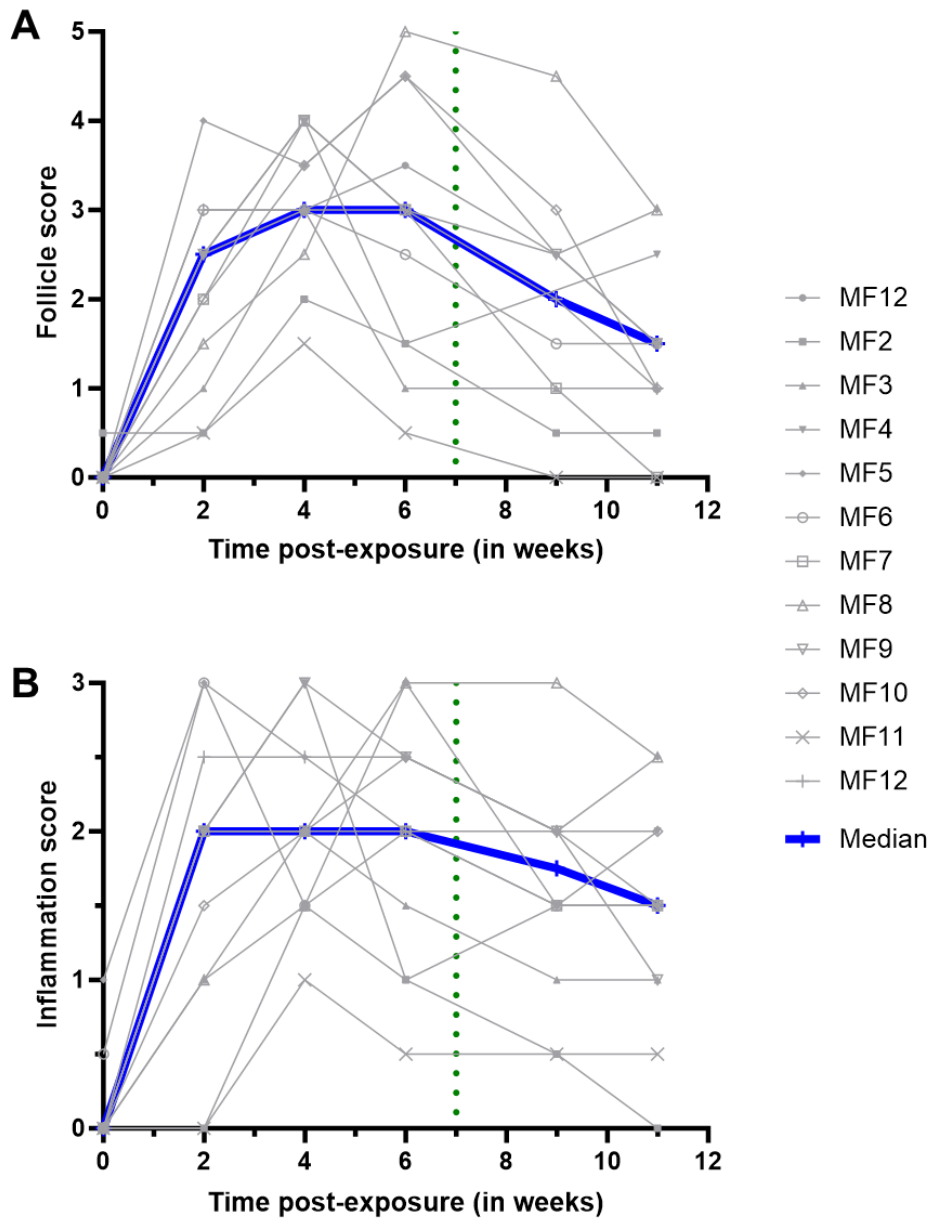 A
5
4
3
2
1
0
Follicle score
0 2 4 6 8 10 12
Time post-exposure (in weeks)
MF12
MF2
MF3
MF4
MF5
MF6
MF7
MF8
MF9
MF10
MF11
MF12
Median
B
3
2
1
0
Inflammation score
0 2 4 6 8 10 12
Time post-exposure (in weeks)